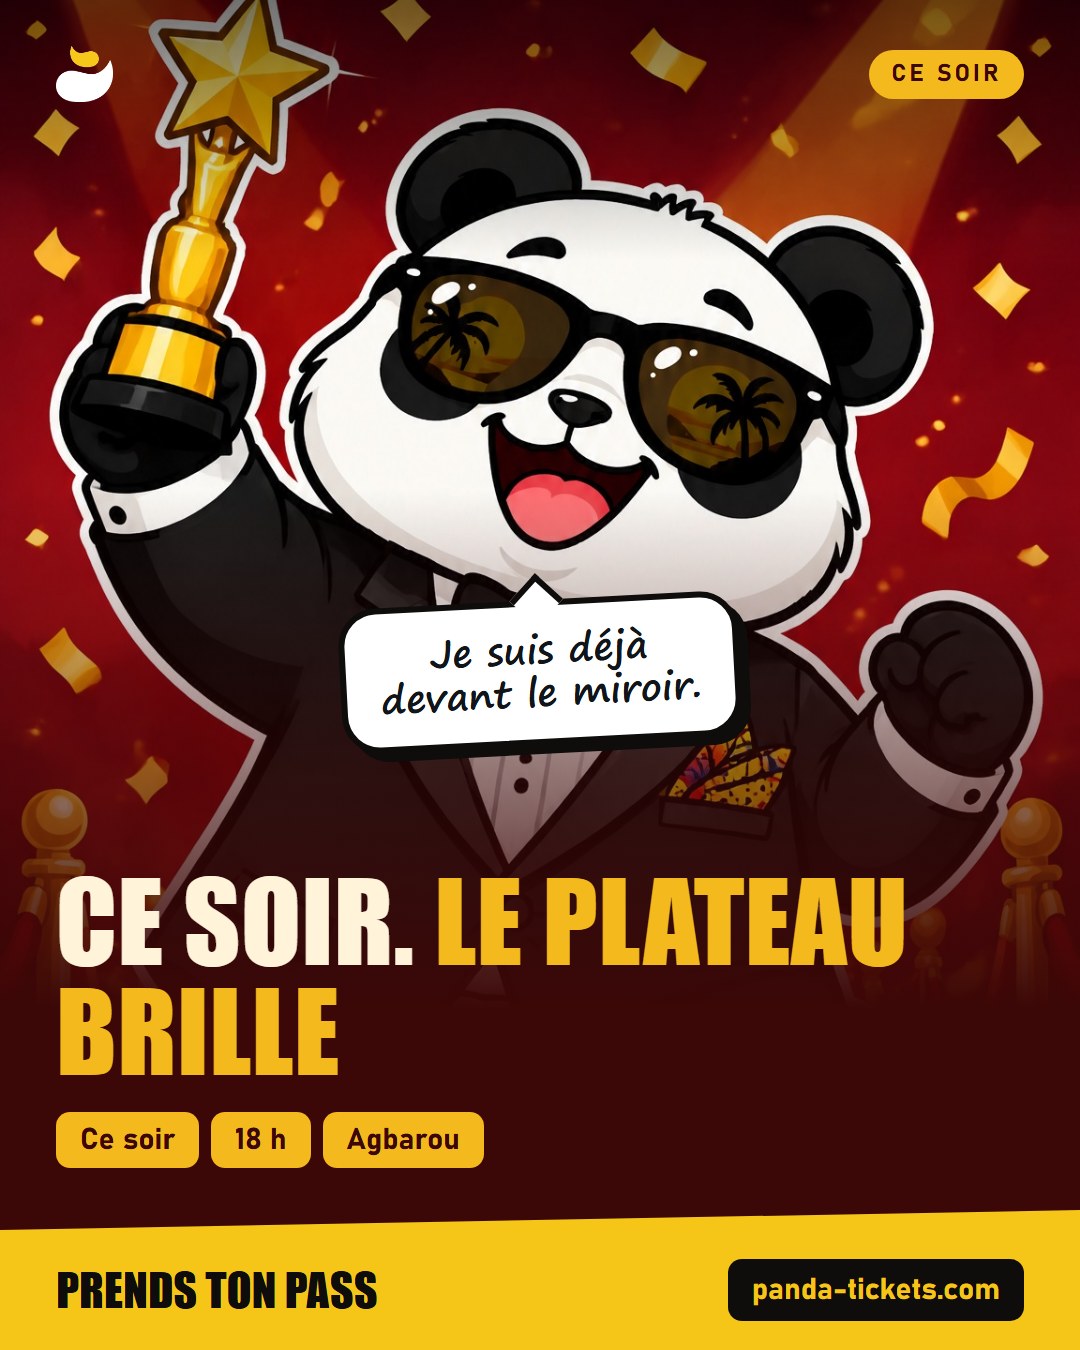 CE SOIR
Je suis déjà
devant le miroir.
CE SOIR. LE PLATEAU
BRILLE
Ce soir
18 h
Agbarou
PRENDS TON PASS
panda-tickets.com